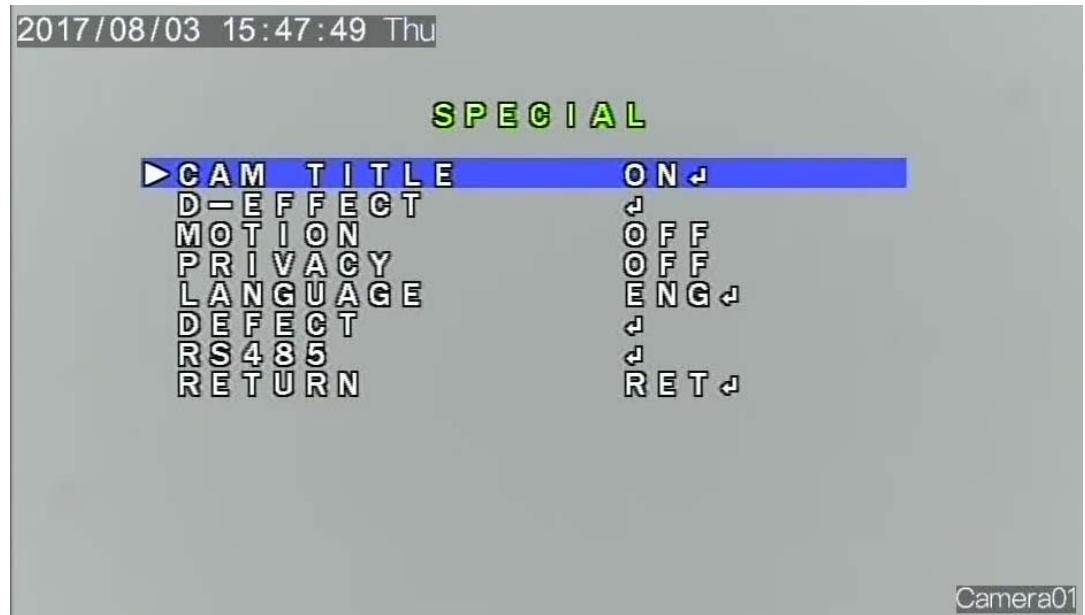 2017/08/03 15:47:49 Thu
SPECIAL
CAM TITLE ON↲
D-EFFECT ↲
MOTION OFF
PRIVACY OFF
LANGUAGE ENG↲
DEFECT ↲
RS485 ↲
RETURN RET↲
Camera01